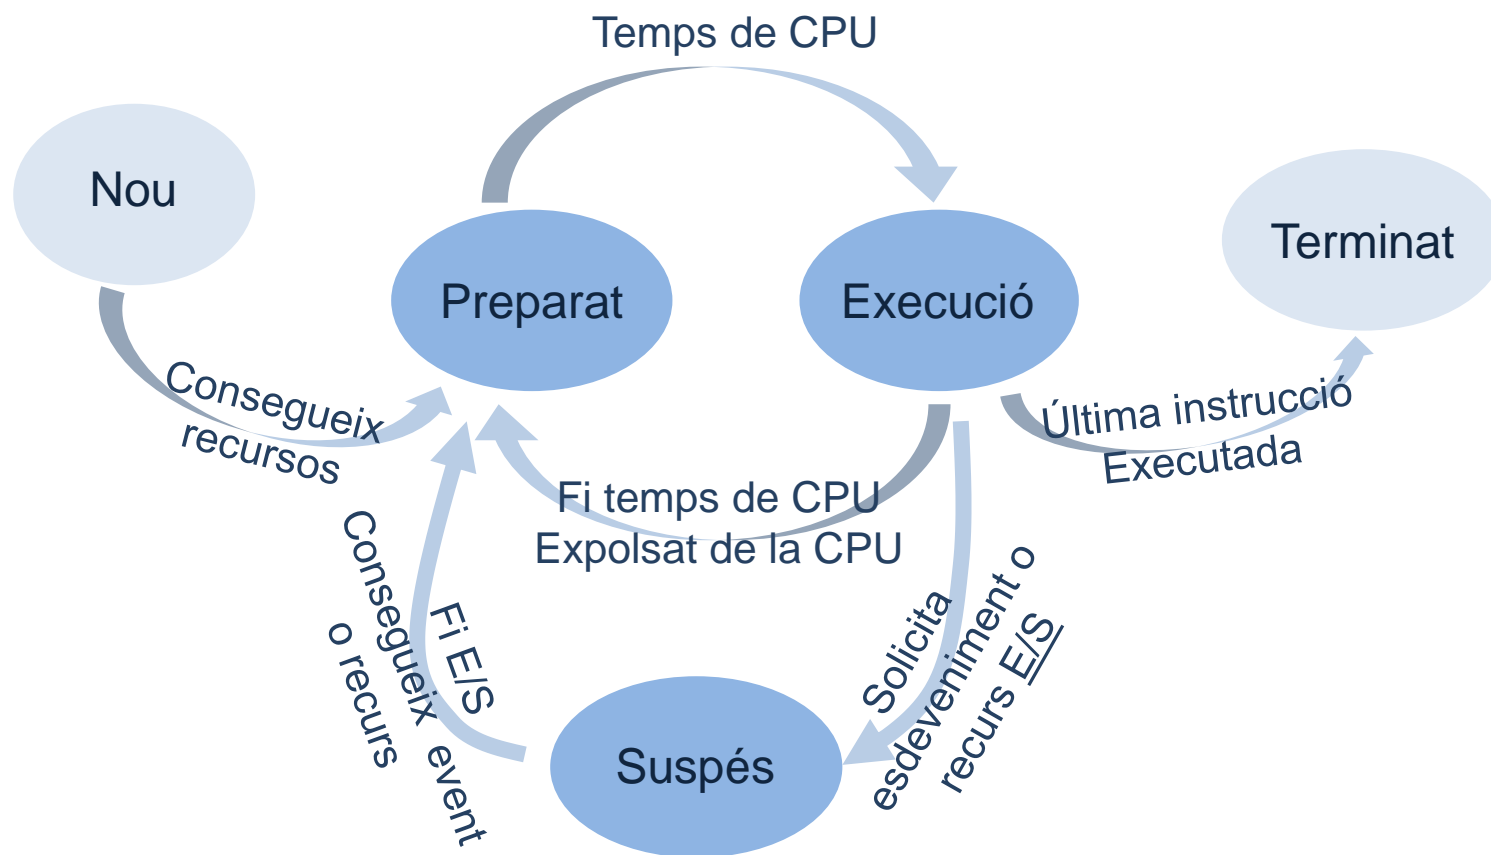 Temps de CPU
Nou
Preparat
Execució
Terminat
Consegueix
recursos
Última instrucció
Executada
Fi temps de CPU
Expolsat de la CPU
Fi E/S
Consegueix event
o recurs
Solicita
esdeveniment o
recurs E/S
Suspés